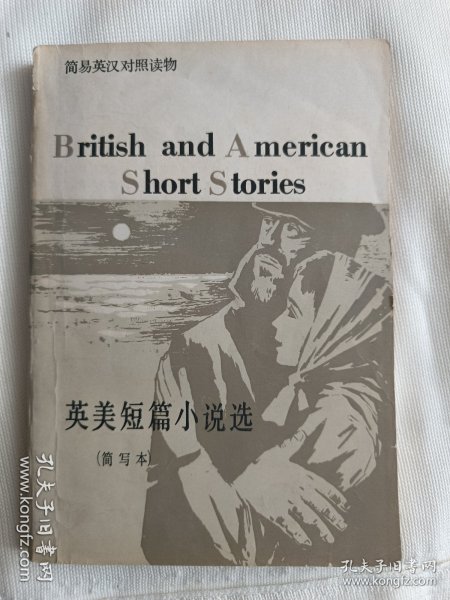 简易英汉对照读物
British and American
Short Stories
英美短篇小说选
(简写本)
孔夫子旧书网
www.kongfz.com
孔夫子旧书网
www.kongfz.com